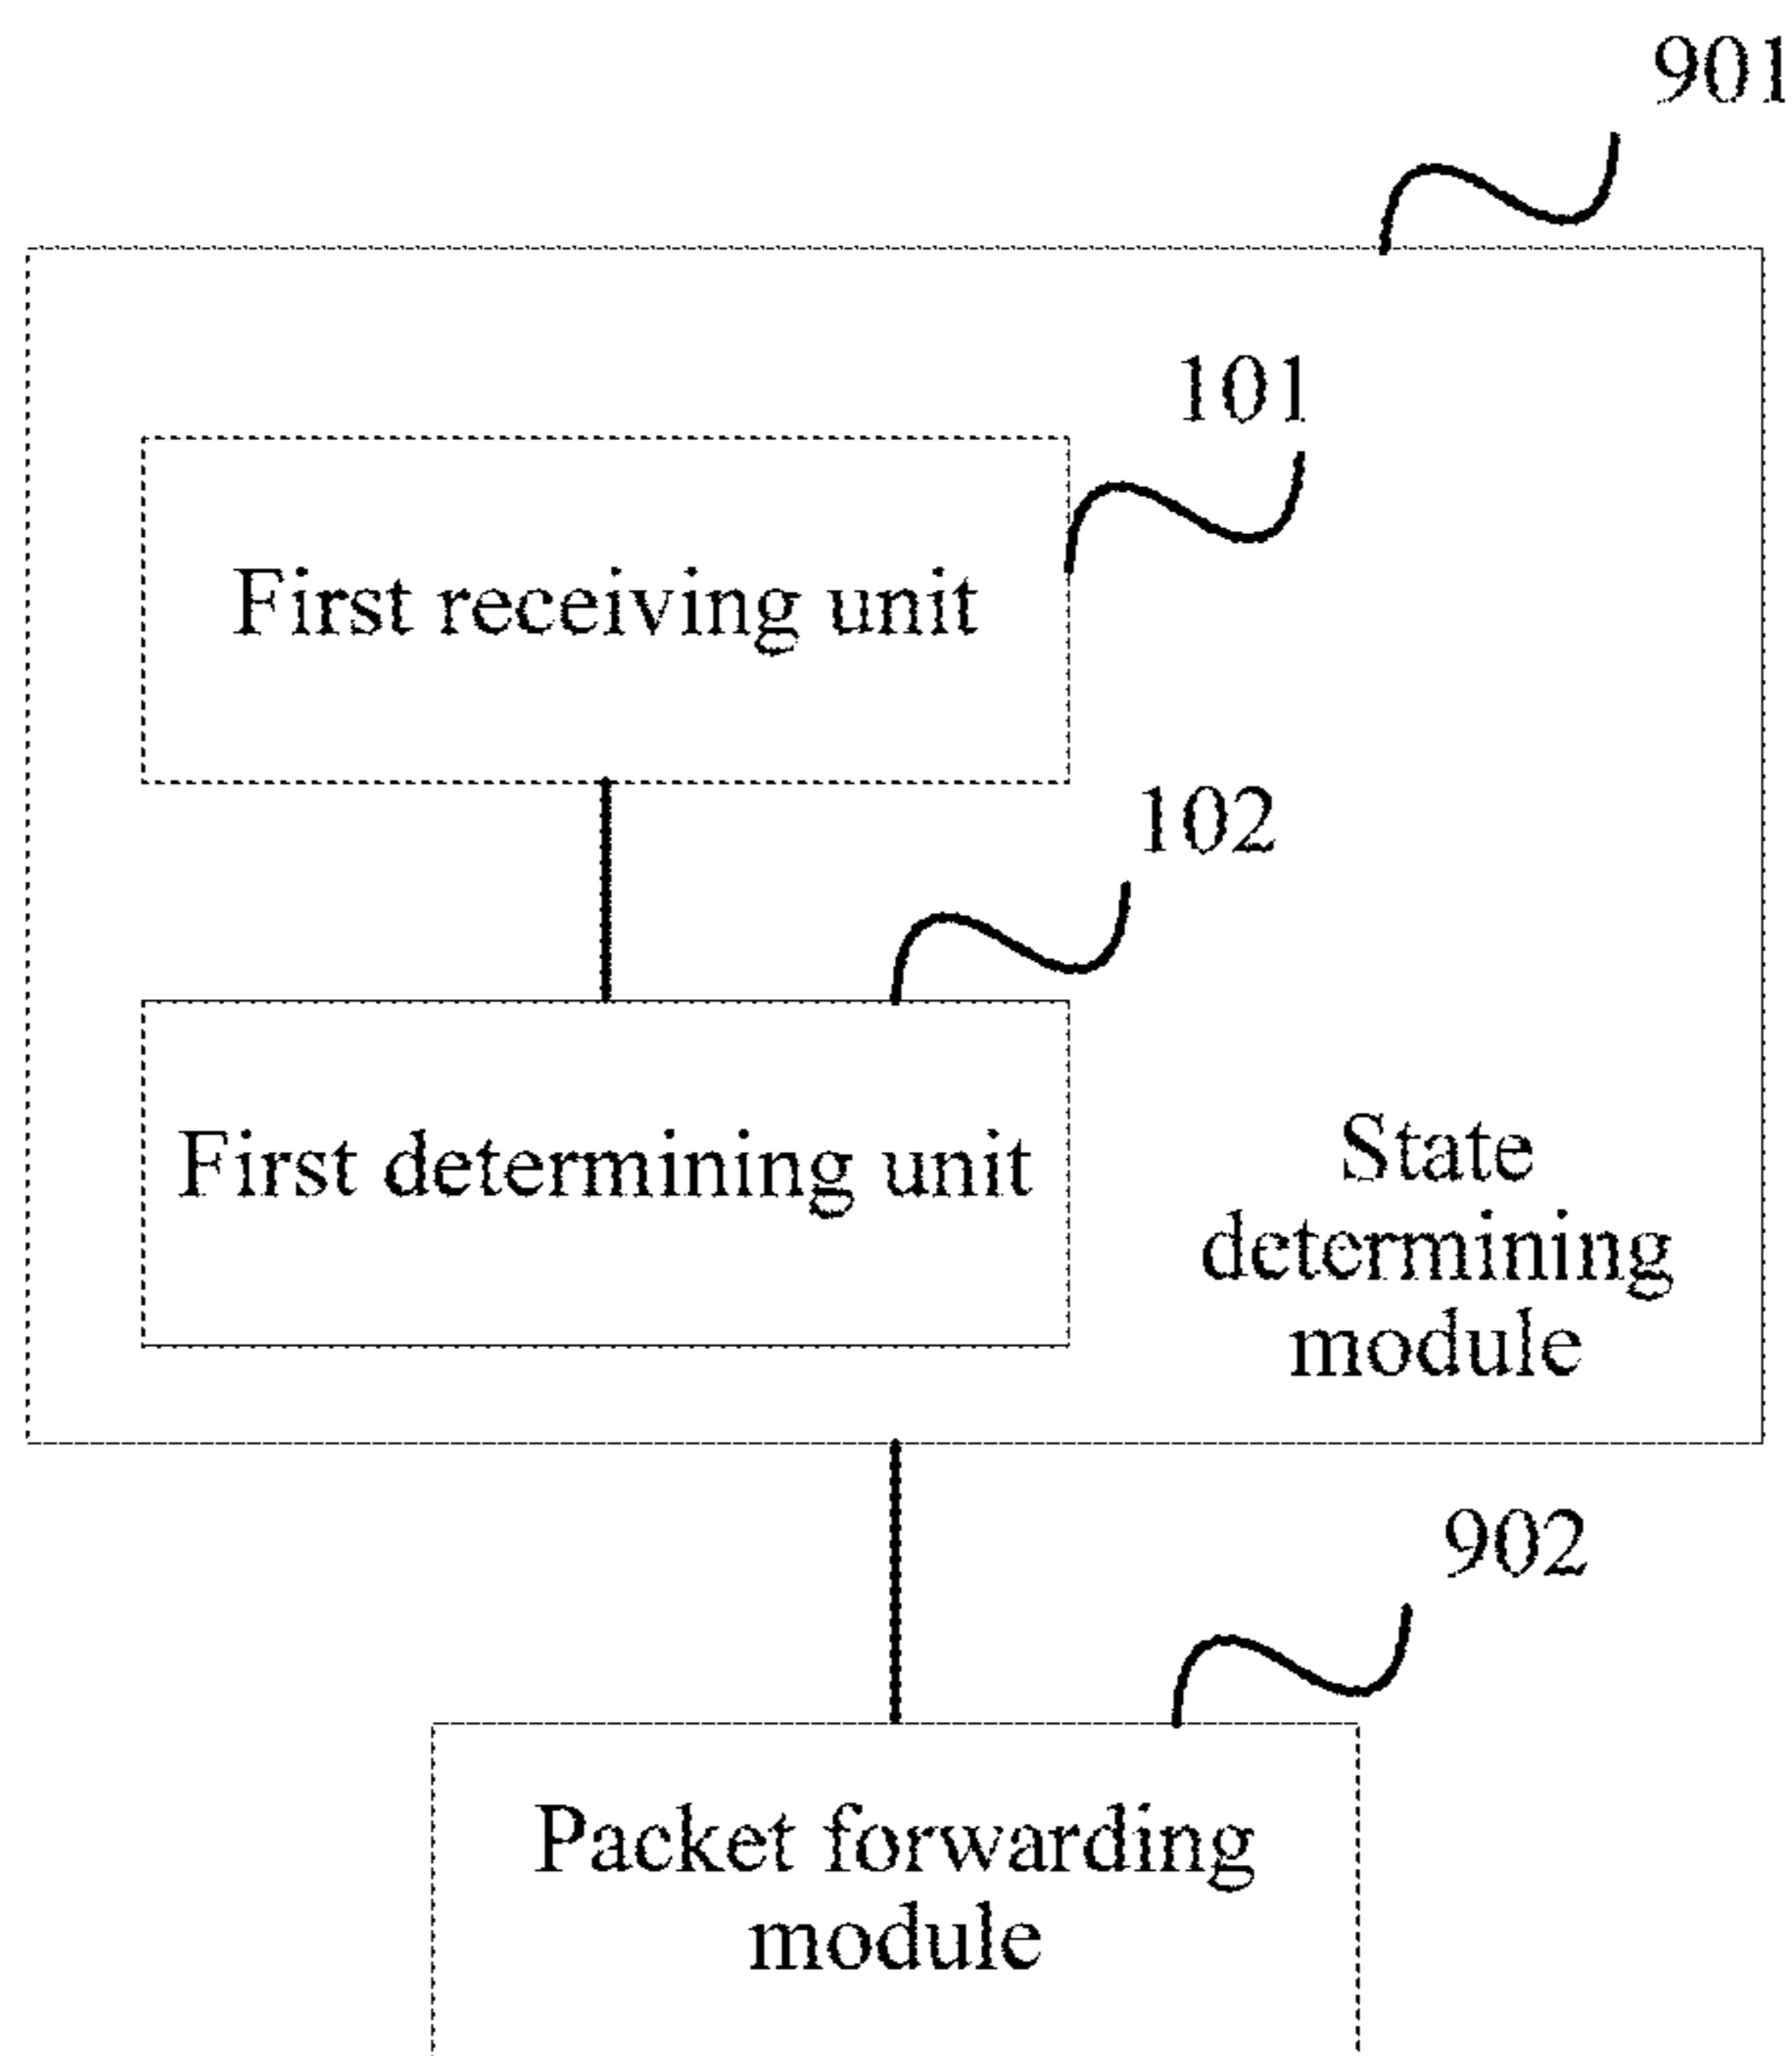 901
101
First receiving unit
102
First determining unit
State
determining
module
902
Packet forwarding
module